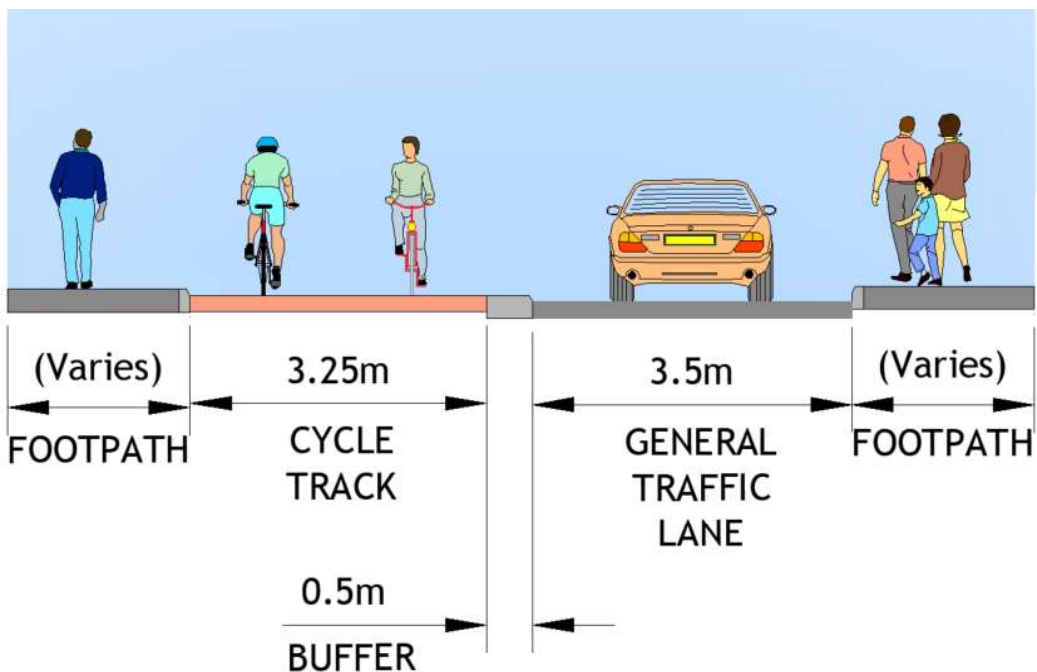 (Varies)
FOOTPATH
3.25m
CYCLE
TRACK
0.5m
BUFFER
3.5m
GENERAL
TRAFFIC
LANE
(Varies)
FOOTPATH